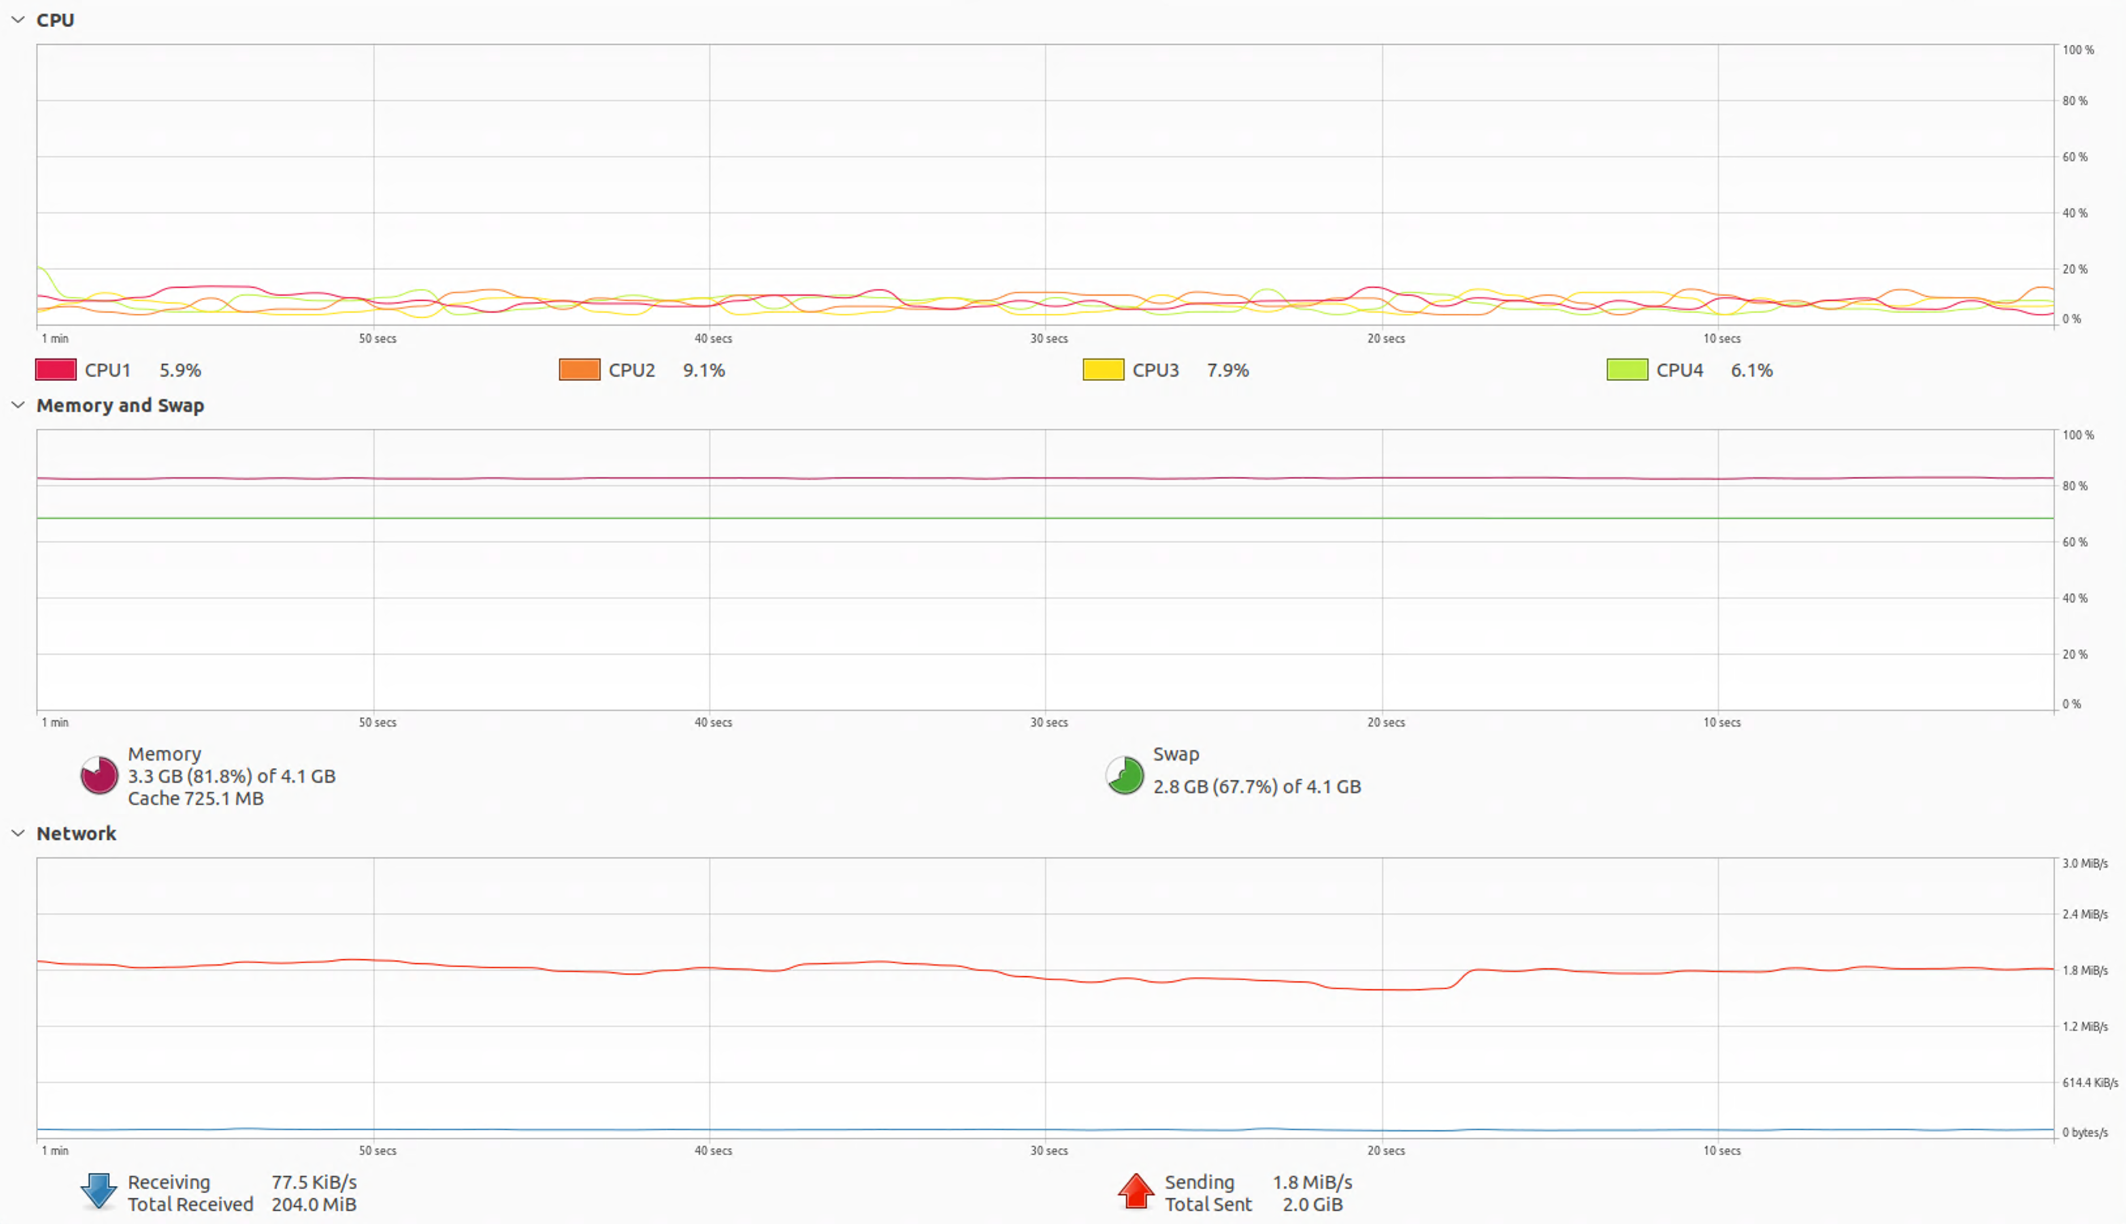 CPU
100 %
80 %
60 %
40 %
20 %
0 %
1 min 50 secs 40 secs 30 secs 20 secs 10 secs
CPU1 5.9% CPU2 9.1% CPU3 7.9% CPU4 6.1%
Memory and Swap
100 %
80 %
60 %
40 %
20 %
0 %
1 min 50 secs 40 secs 30 secs 20 secs 10 secs
Memory
3.3 GB (81.8%) of 4.1 GB
Cache 725.1 MB
Swap
2.8 GB (67.7%) of 4.1 GB
Network
3.0 MiB/s
2.4 MiB/s
1.8 MiB/s
1.2 MiB/s
614.4 KiB/s
0 bytes/s
1 min 50 secs 40 secs 30 secs 20 secs 10 secs
Receiving 77.5 KiB/s
Total Received 204.0 MiB
Sending 1.8 MiB/s
Total Sent 2.0 GiB